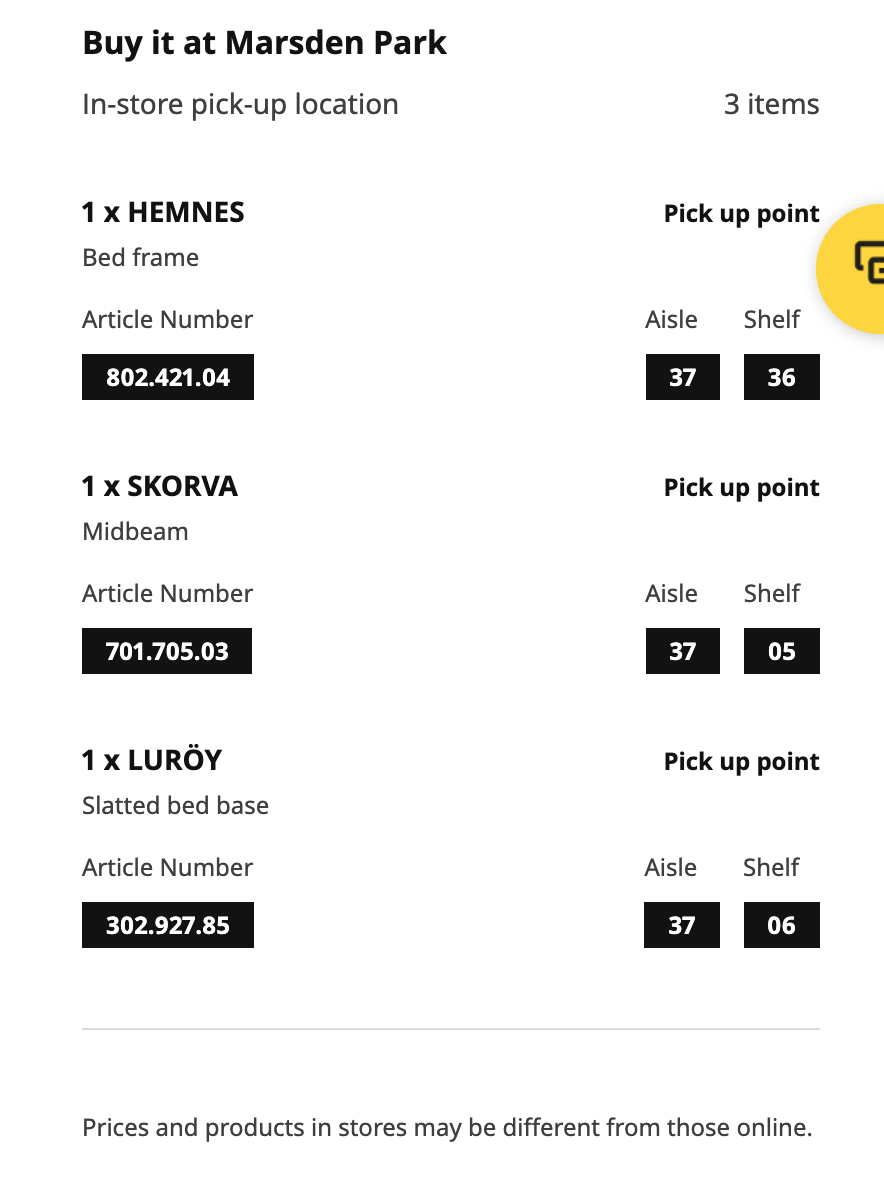 Buy it at Marsden Park
In-store pick-up location 3 items
1 x HEMNES Pick up point
Bed frame
Article Number Aisle Shelf
802.421.04 37 36
1 x SKORVA Pick up point
Midbeam
Article Number Aisle Shelf
701.705.03 37 05
1 x LURÖY Pick up point
Slatted bed base
Article Number Aisle Shelf
302.927.85 37 06
Prices and products in stores may be different from those online.